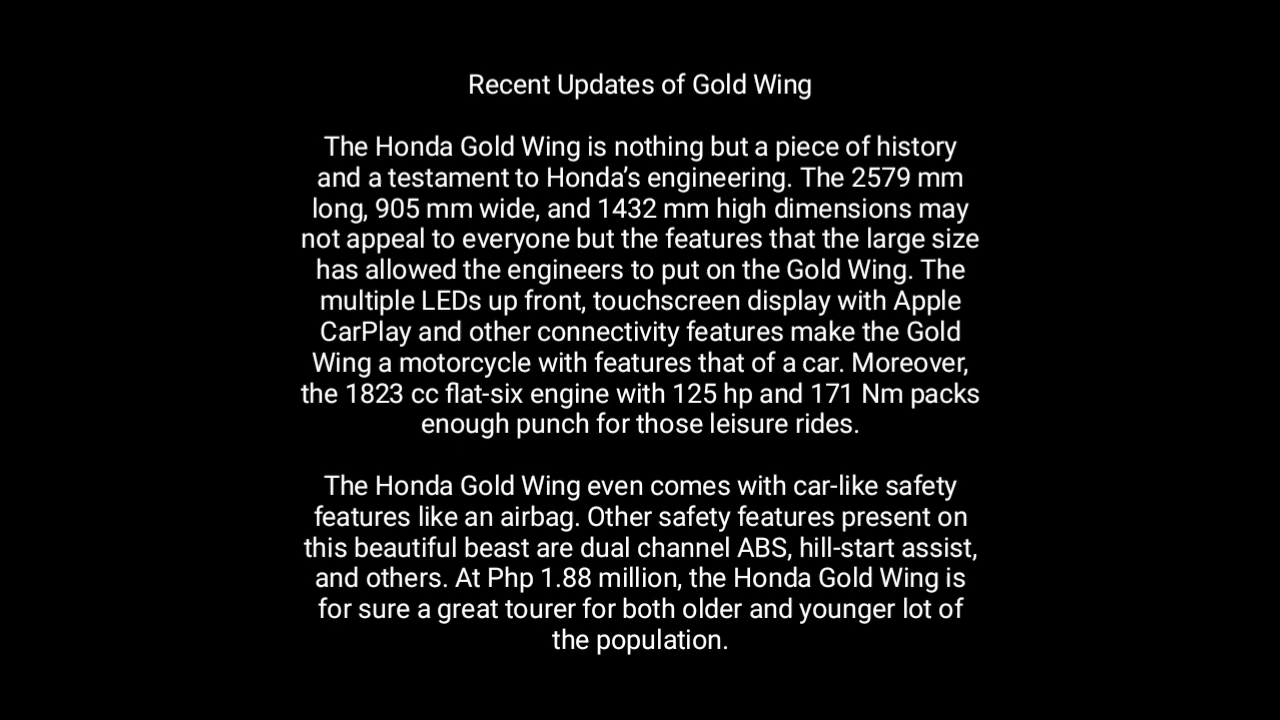 Recent Updates of Gold Wing
The Honda Gold Wing is nothing but a piece of history
and a testament to Honda’s engineering. The 2579 mm
long, 905 mm wide, and 1432 mm high dimensions may
not appeal to everyone but the features that the large size
has allowed the engineers to put on the Gold Wing. The
multiple LEDs up front, touchscreen display with Apple
CarPlay and other connectivity features make the Gold
Wing a motorcycle with features that of a car. Moreover,
the 1823 cc flat-six engine with 125 hp and 171 Nm packs
enough punch for those leisure rides.
The Honda Gold Wing even comes with car-like safety
features like an airbag. Other safety features present on
this beautiful beast are dual channel ABS, hill-start assist,
and others. At Php 1.88 million, the Honda Gold Wing is
for sure a great tourer for both older and younger lot of
the population.